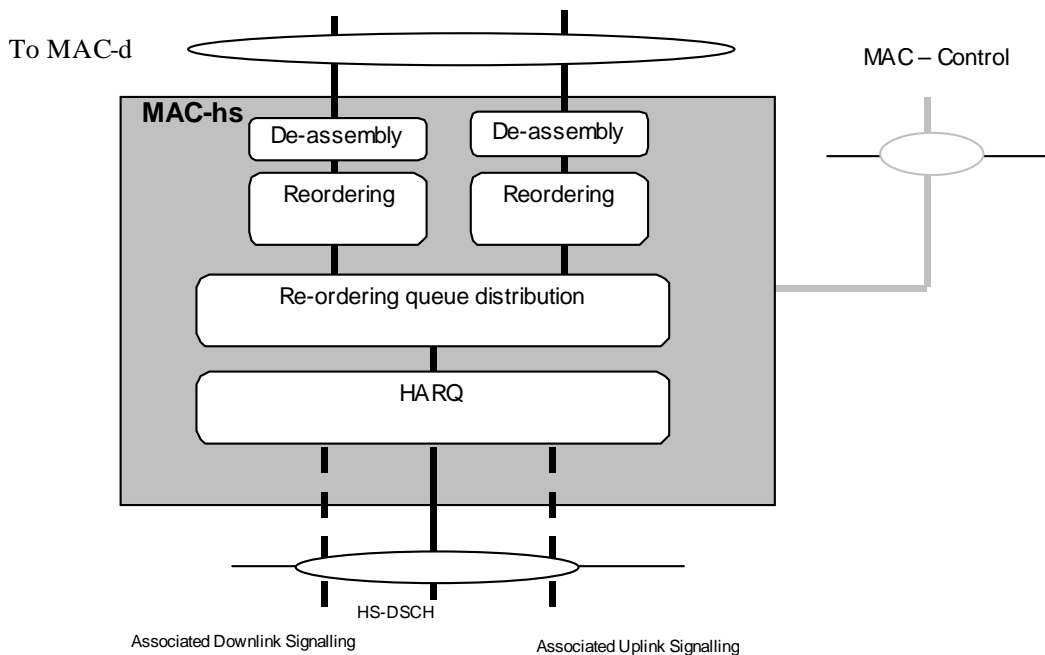 To MAC-d
MAC – Control
MAC-hs
De-assembly
De-assembly
Reordering
Reordering
Re-ordering queue distribution
HARQ
HS-DSCH
Associated Downlink Signalling
Associated Uplink Signalling